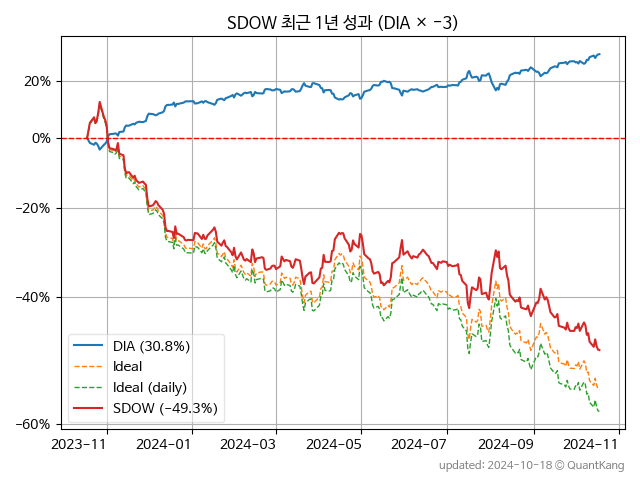 SDOW 최근 1년 성과 (DIA × −3)
20%
0%
−20%
−40%
−60%
DIA (30.8%)
Ideal
Ideal (daily)
SDOW (−49.3%)
2023−11 2024−01 2024−03 2024−05 2024−07 2024−09 2024−11
updated: 2024-10-18 © QuantKang